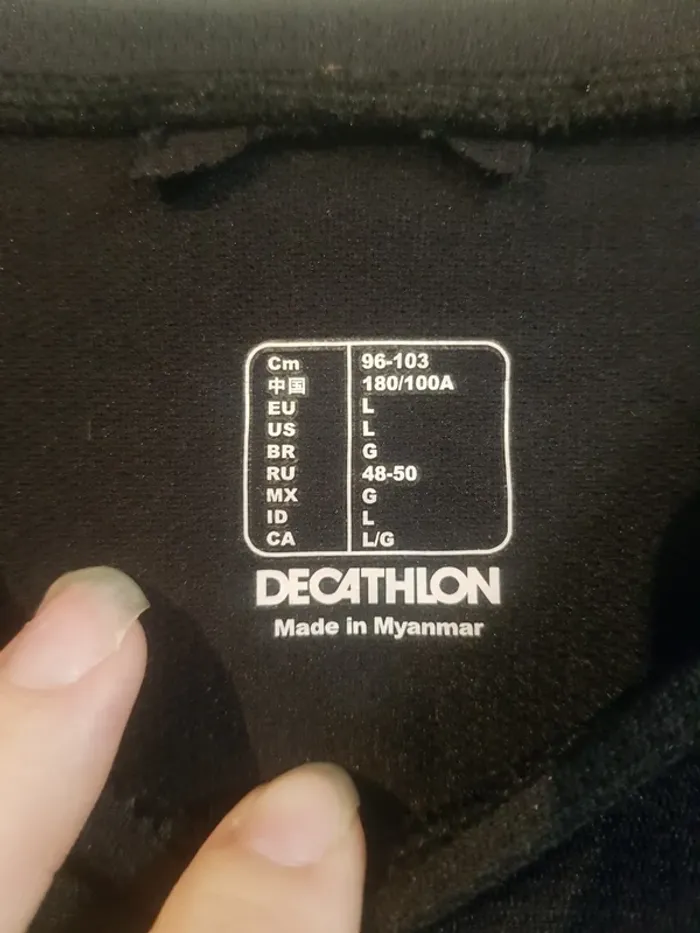 Cm 96-103
中国 180/100A
EU L
US L
BR G
RU 48-50
MX G
ID L
CA L/G
DECATHLON
Made in Myanmar